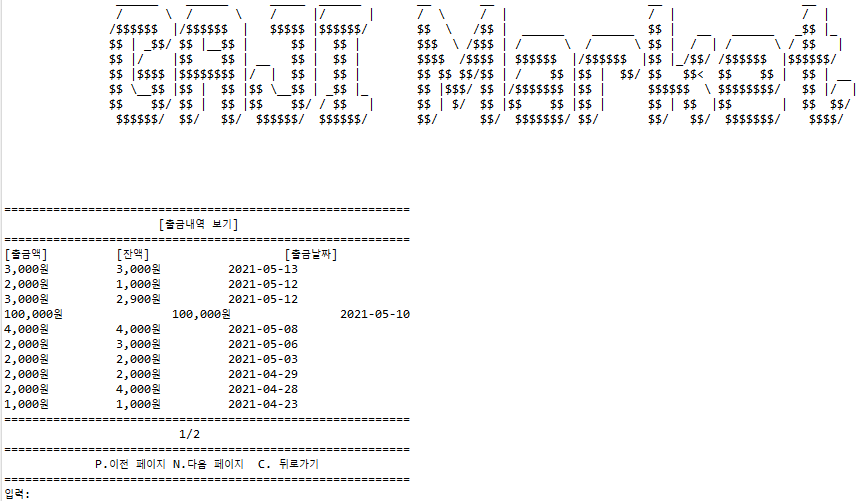 GAJI Market
==========================================================
[출금내역 보기]
==========================================================
[출금액] [잔액] [출금날짜]
3,000원 3,000원 2021-05-13
2,000원 1,000원 2021-05-12
3,000원 2,900원 2021-05-12
100,000원 100,000원 2021-05-10
4,000원 4,000원 2021-05-08
2,000원 3,000원 2021-05-06
2,000원 2,000원 2021-05-03
2,000원 2,000원 2021-04-29
2,000원 4,000원 2021-04-28
1,000원 1,000원 2021-04-23
==========================================================
1/2
==========================================================
P.이전 페이지 N.다음 페이지 C. 뒤로가기
==========================================================
입력: